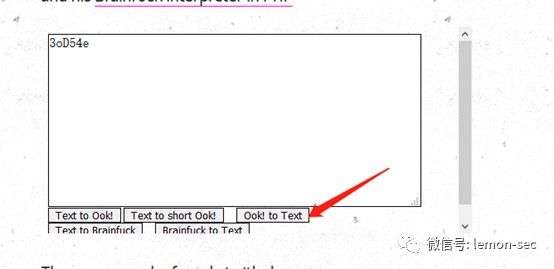 and his Brainfuck interpreter in PHP
3oD54e
Text to Ook! Text to short Ook! Ook! to Text
Text to Brainfuck Brainfuck to Text
微信号: lemon-sec